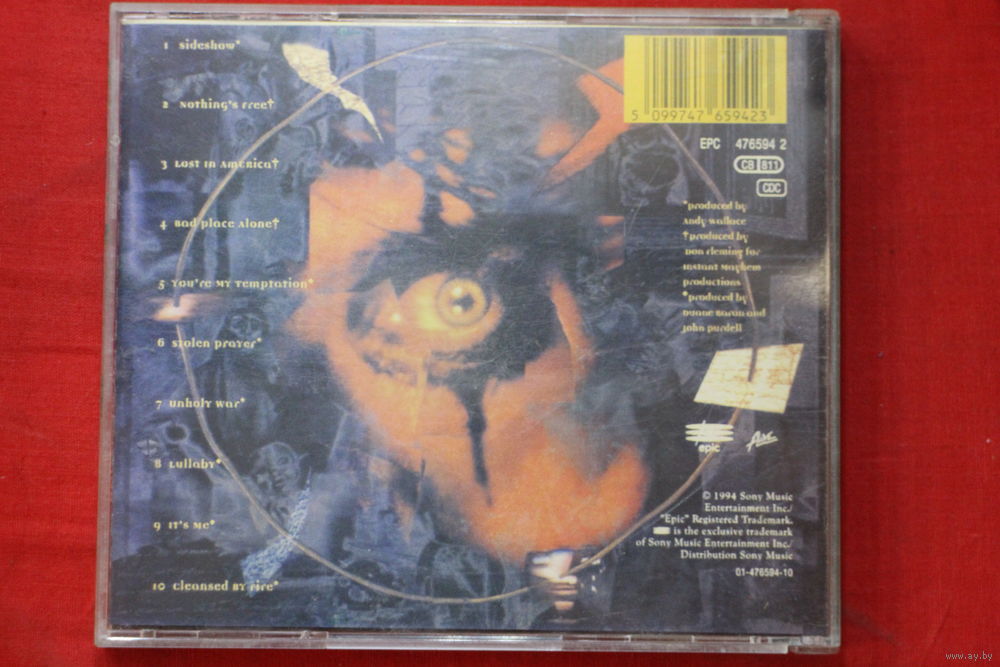 1 sideshow*
2 Nothing's free†
3 Lost in America†
4 Bad place alone†
5 You're my temptation*
6 stolen prayer*
7 unholy war*
8 Lullaby*
9 It's me*
10 cleansed by fire*
5 099747 659423
EPC 476594 2
CB 811
CDC
*produced by
Andy Wallace
†produced by
Don Fleming for
Instant Mayhem
productions
*produced by
Duane Baron and
John Purdell
epic
© 1994 Sony Music
Entertainment Inc./
"Epic" Registered Trademark.
is the exclusive trademark
of Sony Music Entertainment Inc./
Distribution Sony Music
01-476594-10
www.ay.by